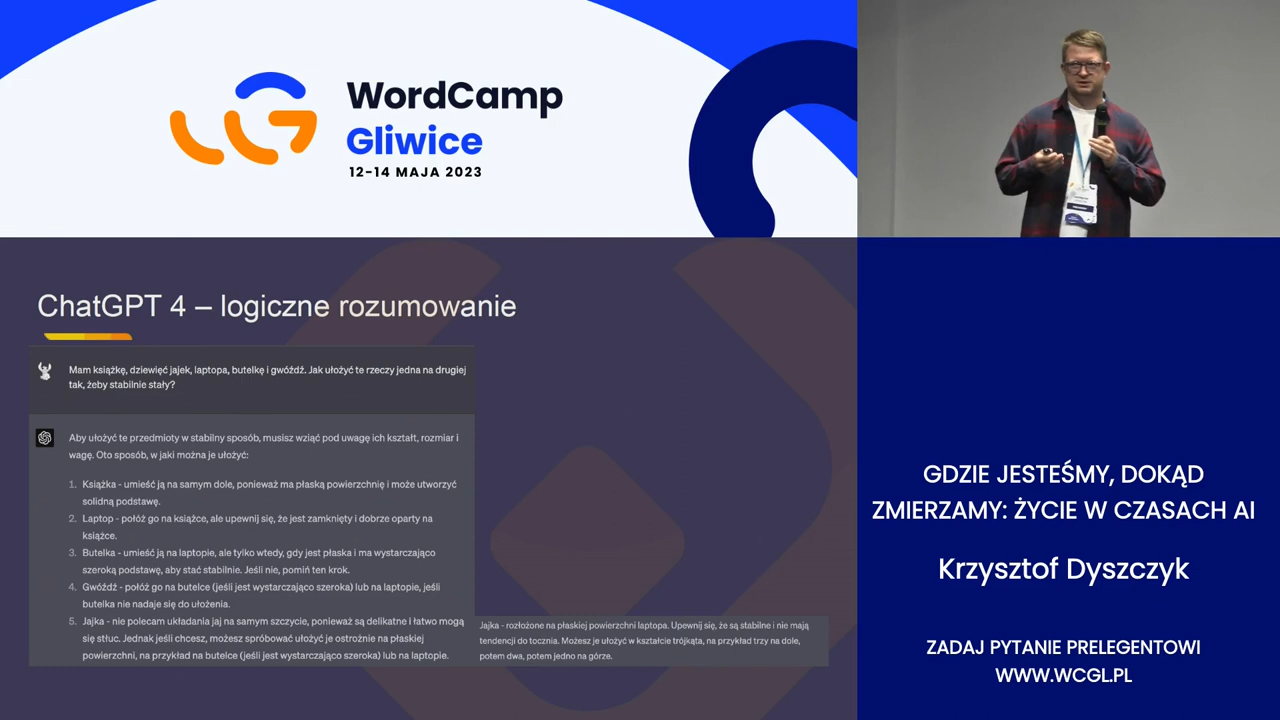 WordCamp
Gliwice
12-14 MAJA 2023
ChatGPT 4 – logiczne rozumowanie
Mam książkę, dziewięć jajek, laptopa, butelkę i gwóźdź. Jak ułożyć te rzeczy jedna na drugiej
tak, żeby stabilnie stały?
Aby ułożyć te przedmioty w stabilny sposób, musisz wziąć pod uwagę ich kształt, rozmiar i
wagę. Oto sposób, w jaki można je ułożyć:
1. Książka - umieść ją na samym dole, ponieważ ma płaską powierzchnię i może utworzyć
solidną podstawę.
2. Laptop - połóż go na książce, ale upewnij się, że jest zamknięty i dobrze oparty na
książce.
3. Butelka - umieść ją na laptopie, ale tylko wtedy, gdy jest płaska i ma wystarczająco
szeroką podstawę, aby stać stabilnie. Jeśli nie, pomiń ten krok.
4. Gwóźdź - połóż go na butelce (jeśli jest wystarczająco szeroka) lub na laptopie, jeśli
butelka nie nadaje się do ułożenia.
5. Jajka - nie polecam układania jaj na samym szczycie, ponieważ są delikatne i łatwo mogą
się stłuc. Jednak jeśli chcesz, możesz spróbować ułożyć je ostrożnie na płaskiej
powierzchni, na przykład na butelce (jeśli jest wystarczająco szeroka) lub na laptopie.
Jajka - rozłożone na płaskiej powierzchni laptopa. Upewnij się, że są stabilne i nie mają
tendencji do tocznia. Możesz je ułożyć w kształcie trójkąta, na przykład trzy na dole,
potem dwa, potem jedno na górze.
GDZIE JESTEŚMY, DOKĄD
ZMIERZAMY: ŻYCIE W CZASACH AI
Krzysztof Dyszczyk
ZADAJ PYTANIE PRELEGENTOWI
WWW.WCGL.PL